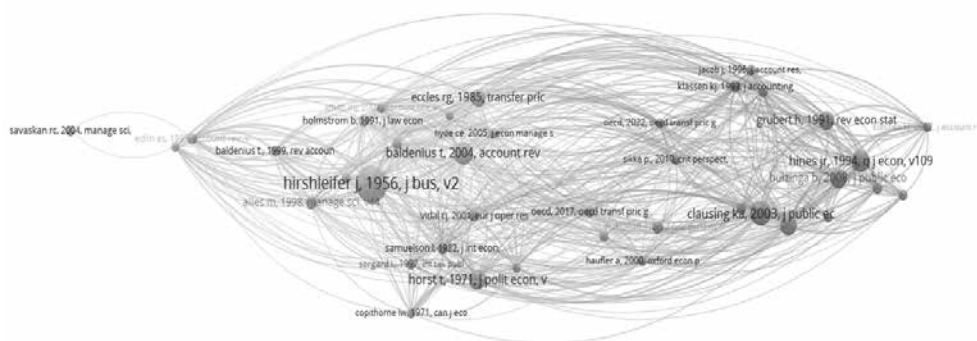 jacob j, 1996, j account res,
klassen kj, 1993, j accounting
eccles rg, 1985, transfer pric
holmstrom b, 1991, j law econ
oecd, 2022, oecd transf pric g
grubert h, 1991, rev econ stat
savaskan rc, 2004, manage sci,
hyde ce, 2005, j econ manage s
baldenius t., 1999, rev accoun
baldenius t, 2004, account rev
sikka p., 2010, crit perspect.
hines jr, 1994, q j econ, v109
huizinga h, 2008, j public eco
hirshleifer j, 1956, j bus, v2
alles m, 1998, manage sci,
vidal cj, 2001, eur j oper res
oecd, 2017, oecd transf pric g
clausing ka, 2003, j public ec
samuelson l, 1982, j int econ,
haufler a, 2000, oxford econ p
horst t, 1971, j polit econ, v
copithorne lw, 1971, can j eco